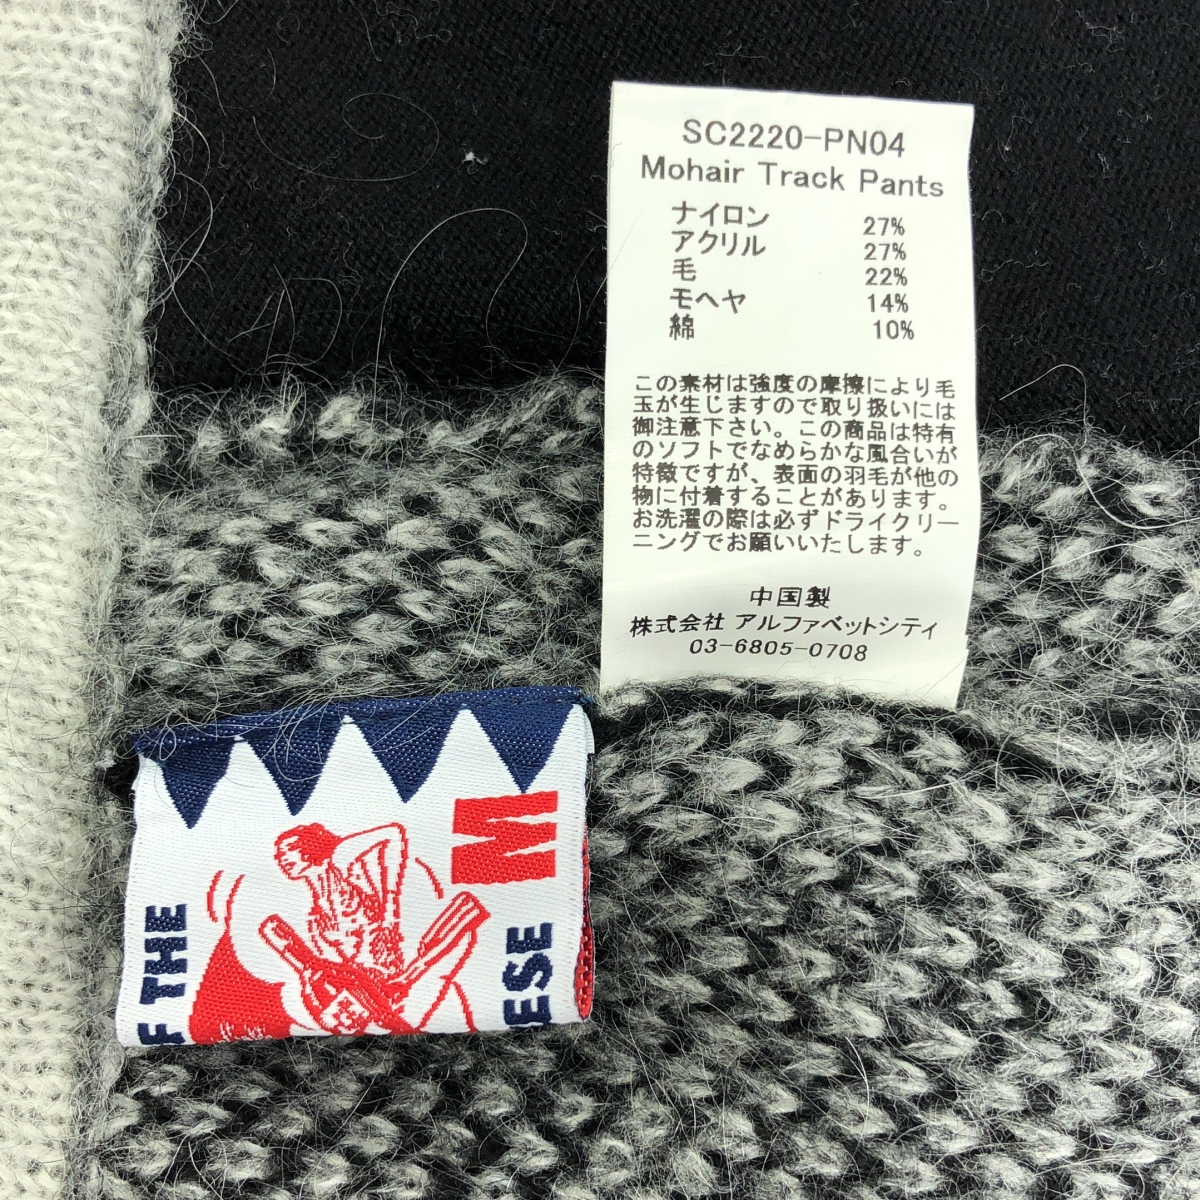 SC2220-PN04
Mohair Track Pants
ナイロン 27%
アクリル 27%
毛 22%
モヘヤ 14%
綿 10%
この素材は強度の摩擦により毛
玉が生じますので取り扱いには
御注意下さい。この商品は特有
のソフトでなめらかな風合いが
特徴ですが、表面の羽毛が他の
物に付着することがあります。
お洗濯の際は必ずドライクリー
ニングでお願いいたします。
中国製
株式会社 アルファベットシティ
03-6805-0708
M
F THE
ESE